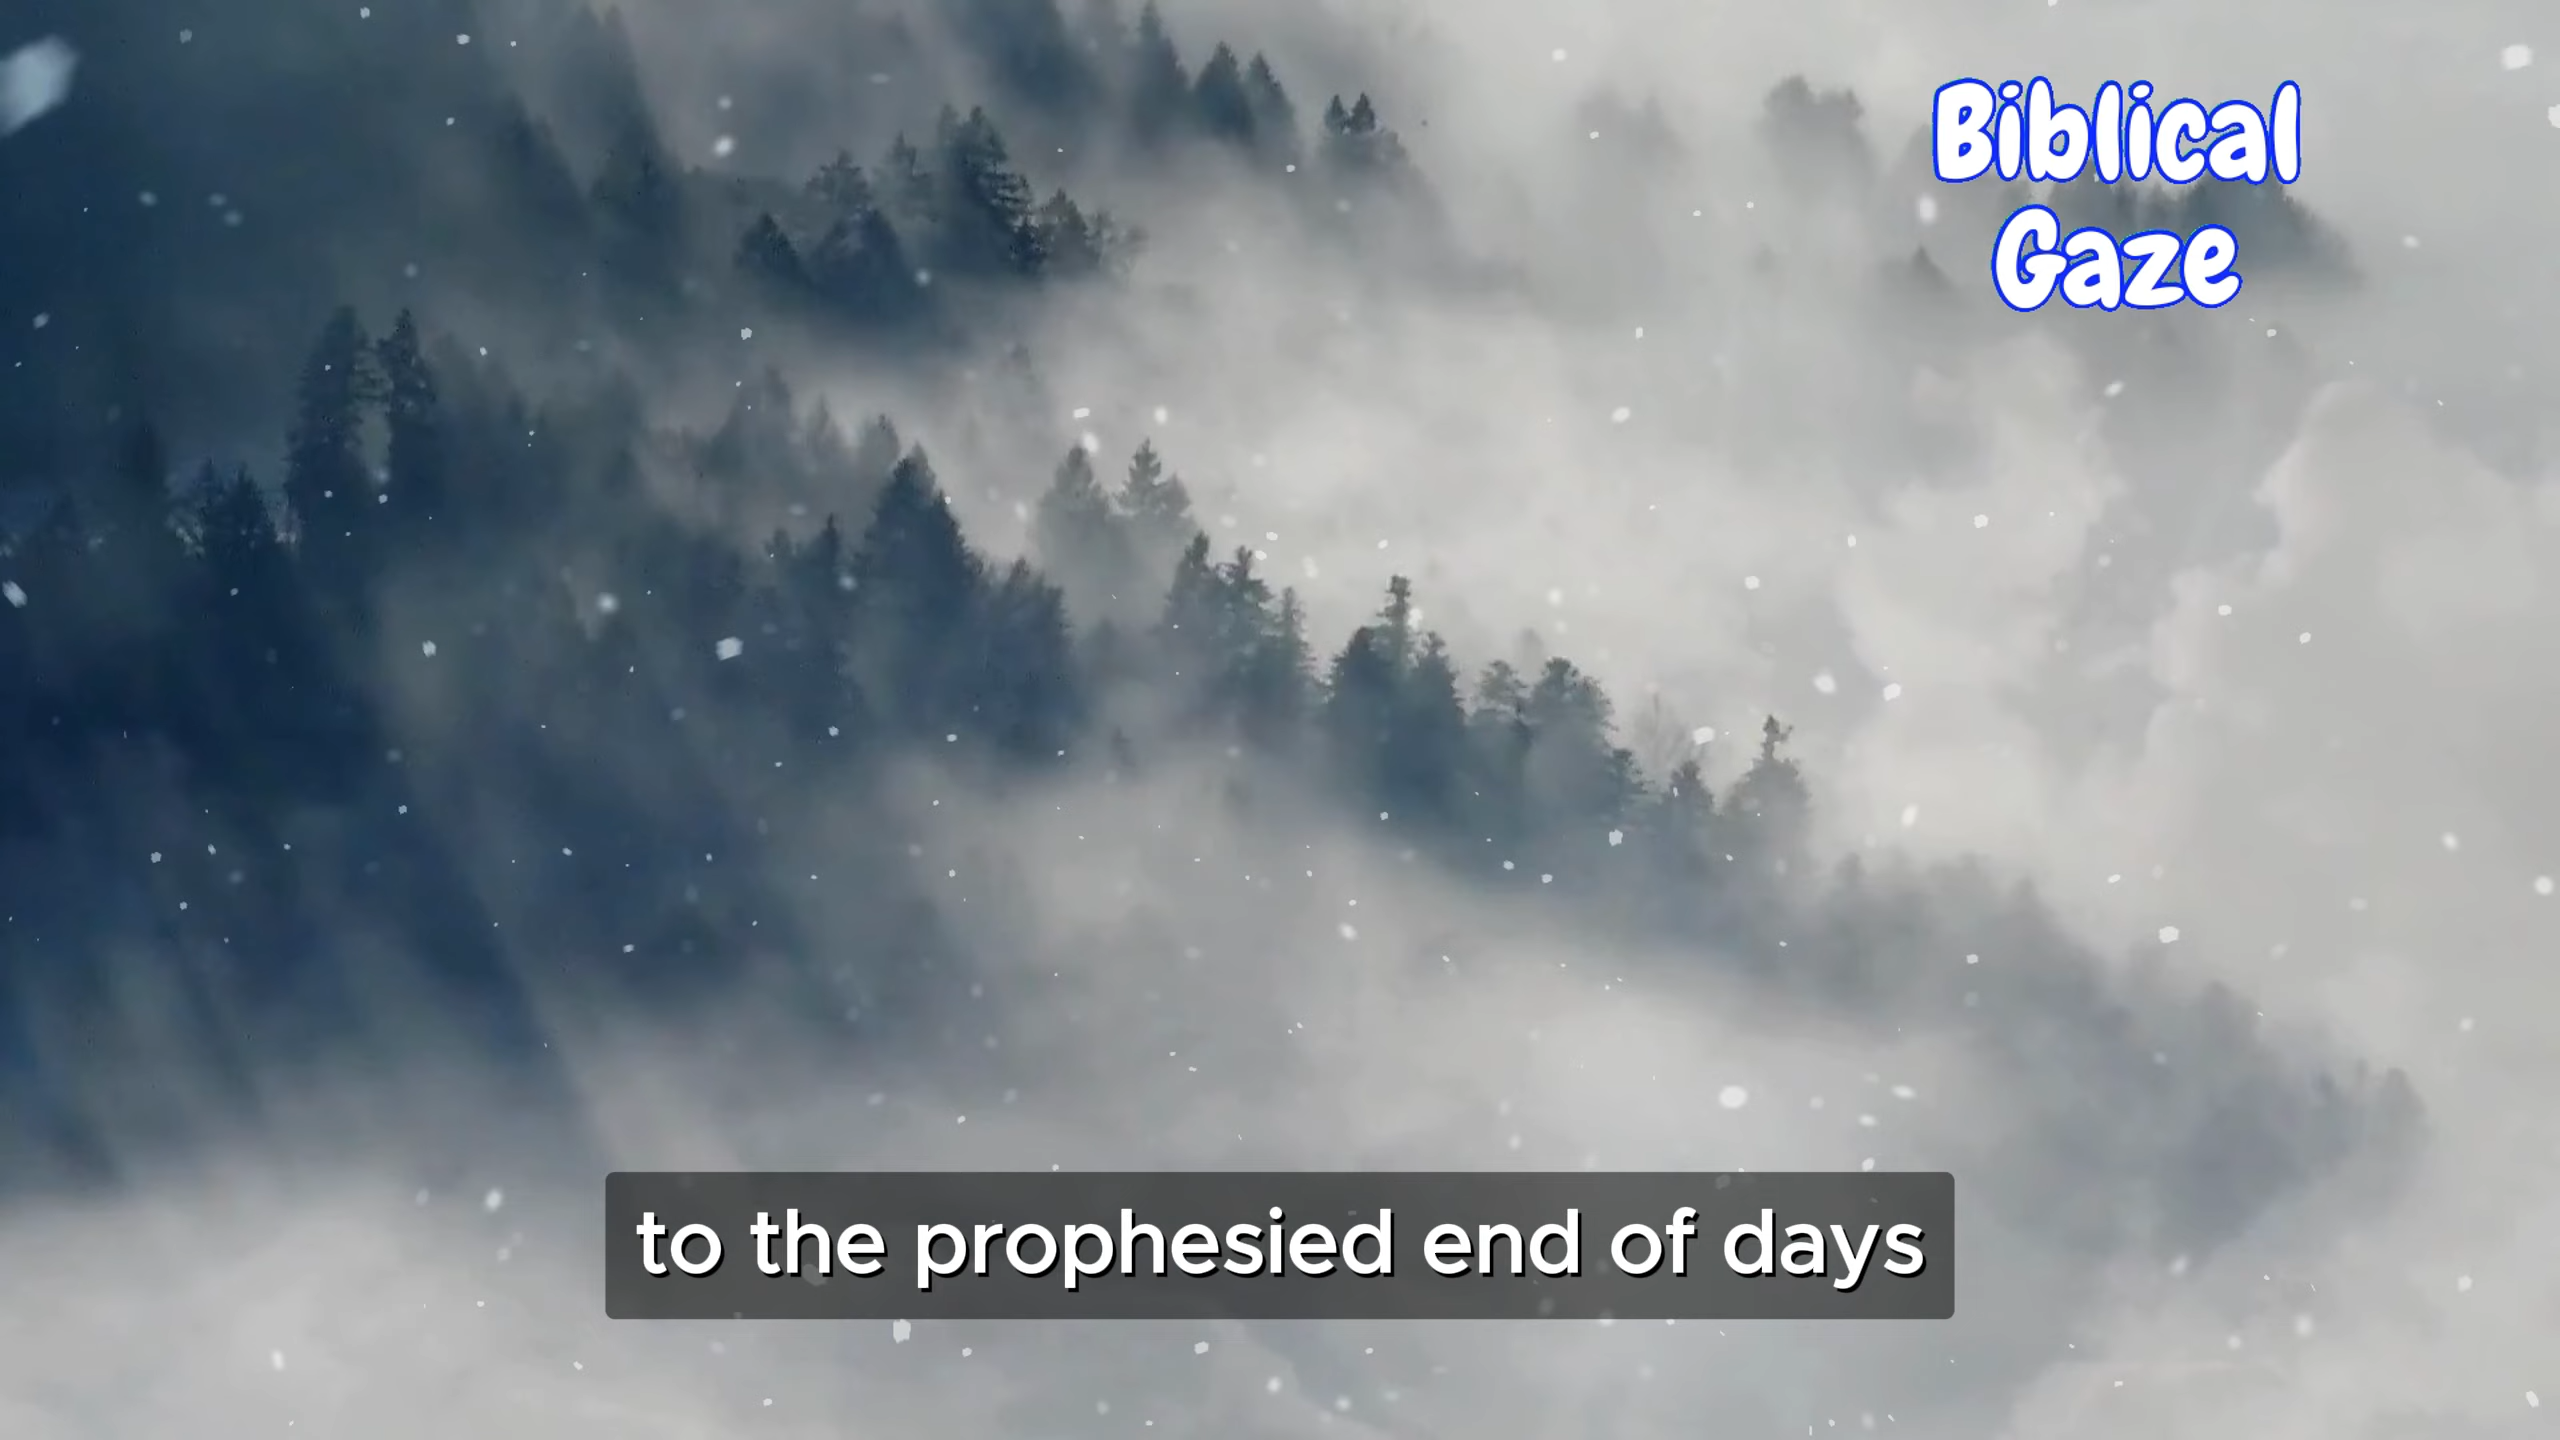 Biblical
Gaze
to the prophesied end of days